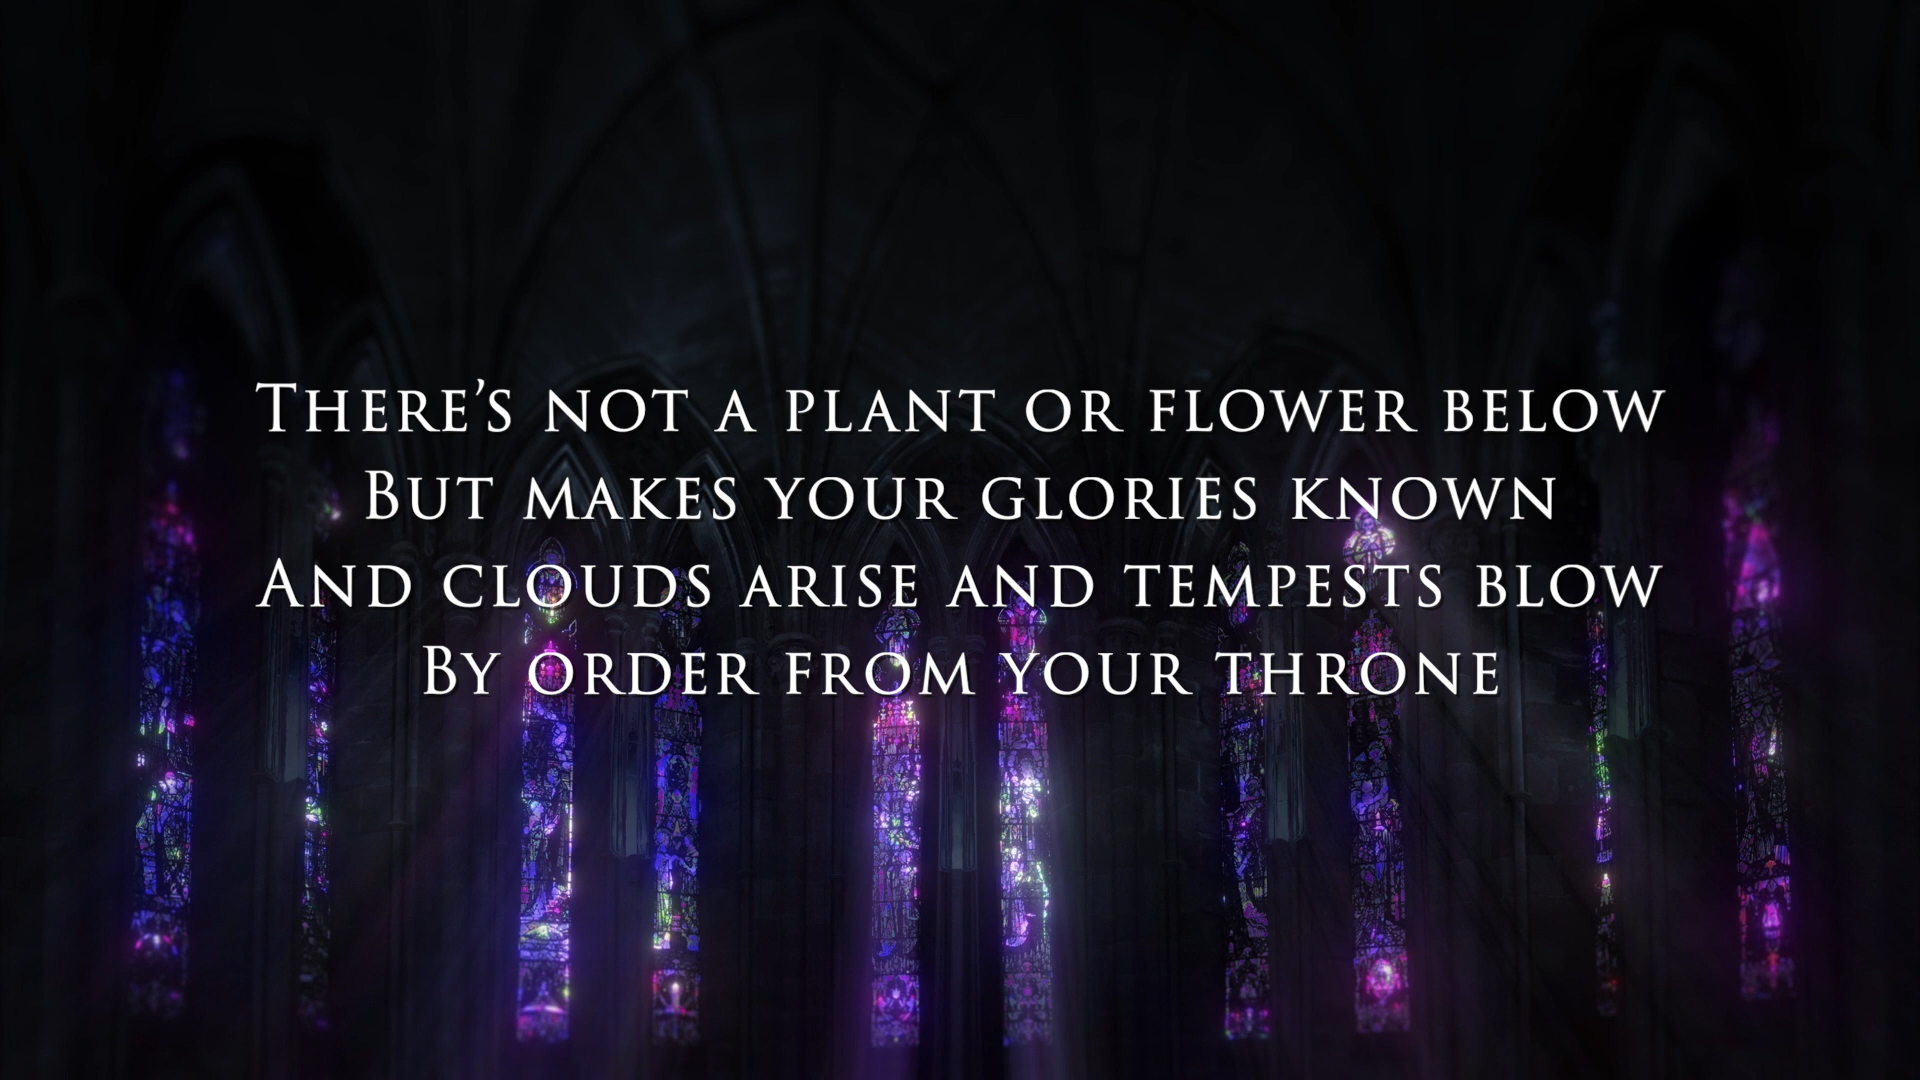 There’s not a plant or flower below
But makes your glories known
And clouds arise and tempests blow
By order from your throne